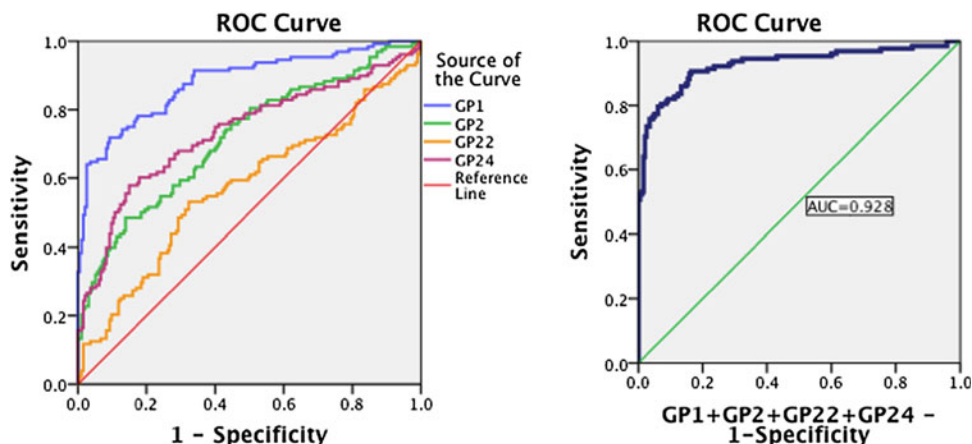 ROC Curve
1.0
0.8
0.6
0.4
0.2
0.0
Sensitivity
0.0 0.2 0.4 0.6 0.8 1.0
1 - Specificity
Source of
the Curve
GP1
GP2
GP22
GP24
Reference
Line
ROC Curve
1.0
0.8
0.6
0.4
0.2
0.0
Sensitivity
AUC=0.928
0.0 0.2 0.4 0.6 0.8 1.0
GP1+GP2+GP22+GP24 -
1-Specificity